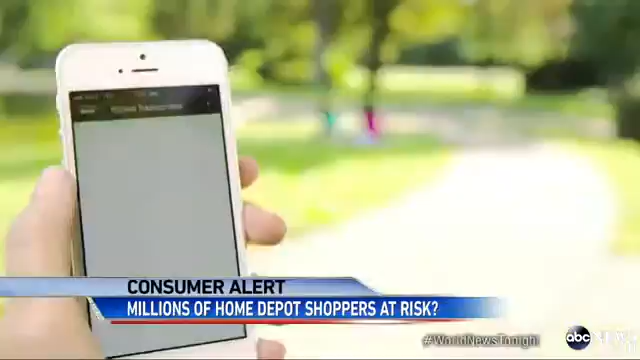 CONSUMER ALERT
MILLIONS OF HOME DEPOT SHOPPERS AT RISK?
#WorldNewsTonight
abc